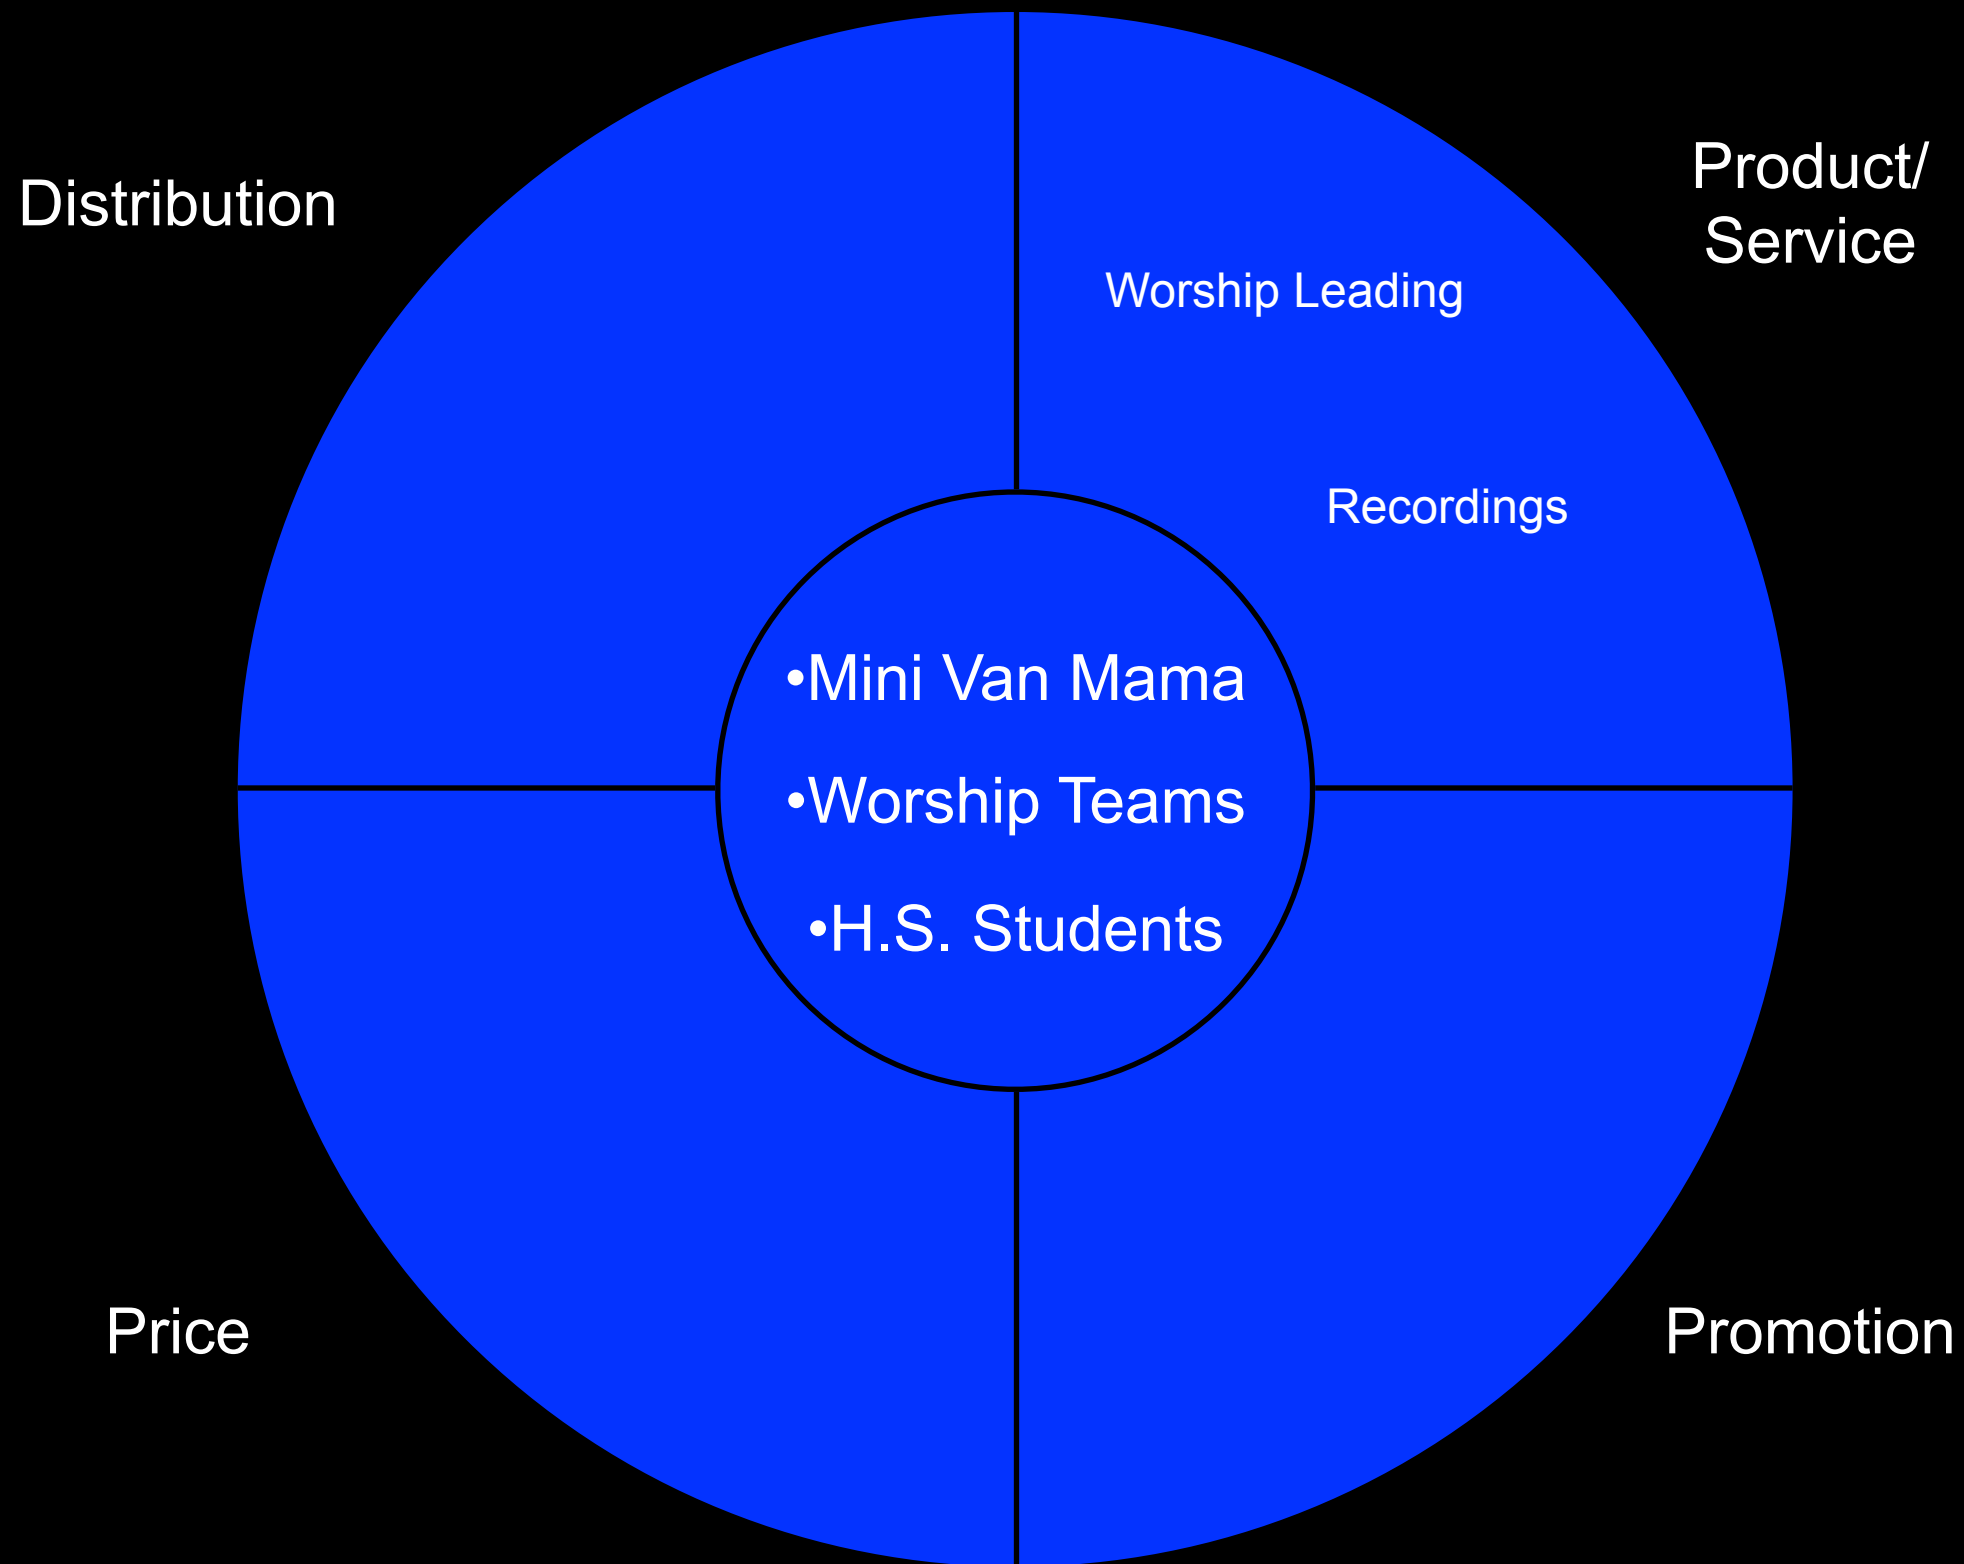 Distribution
Product/
Service
Worship Leading
Recordings
•Mini Van Mama
•Worship Teams
•H.S. Students
Price
Promotion